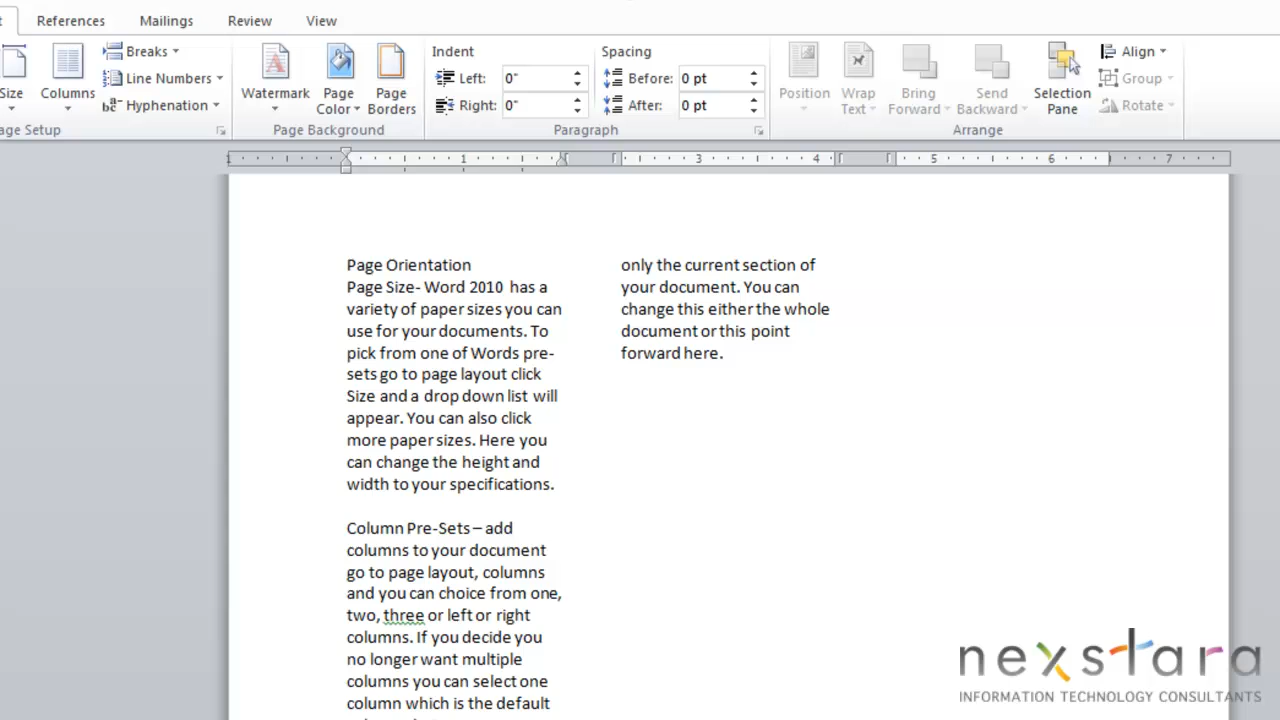 References Mailings Review View
Size
Columns
Breaks
Line Numbers
Hyphenation
age Setup
Watermark
Page Color
Page Borders
Page Background
Indent
Left: 0"
Right: 0"
Spacing
Before: 0 pt
After: 0 pt
Paragraph
Position
Wrap Text
Bring Forward
Send Backward
Selection Pane
Align
Group
Rotate
Arrange
1 1 3 4 5 6 7
Page Orientation
Page Size- Word 2010 has a
variety of paper sizes you can
use for your documents. To
pick from one of Words pre-
sets go to page layout click
Size and a drop down list will
appear. You can also click
more paper sizes. Here you
can change the height and
width to your specifications.
Column Pre-Sets – add
columns to your document
go to page layout, columns
and you can choice from one,
two, three or left or right
columns. If you decide you
no longer want multiple
columns you can select one
column which is the default
only the current section of
your document. You can
change this either the whole
document or this point
forward here.
nexstara
INFORMATION TECHNOLOGY CONSULTANTS